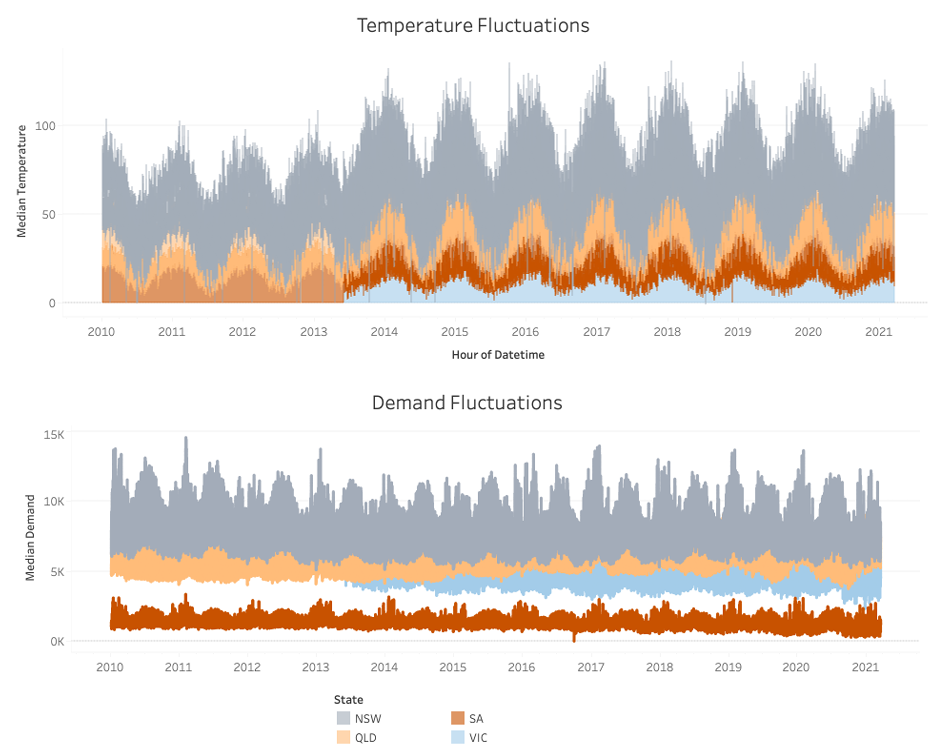 Temperature Fluctuations
Median Temperature
100
50
0
2010 2011 2012 2013 2014 2015 2016 2017 2018 2019 2020 2021
Hour of Datetime
Demand Fluctuations
Median Demand
15K
10K
5K
0K
2010 2011 2012 2013 2014 2015 2016 2017 2018 2019 2020 2021
State
NSW SA
QLD VIC